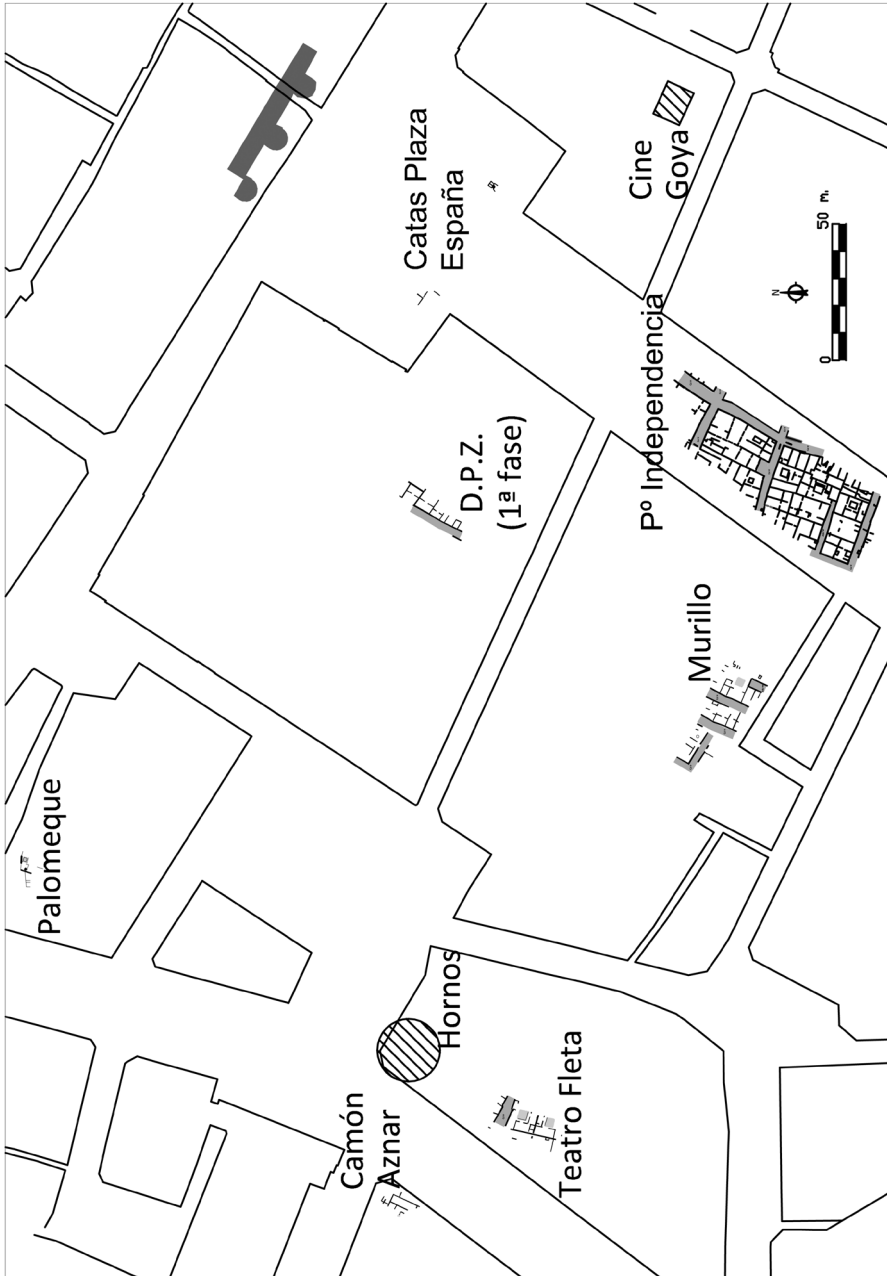 Palomeque
Camón
Aznar
Catas Plaza
España
Hornos
D.P.Z.
(1ª fase)
Teatro Fleta
Cine
Goya
Pº Independencia
Murillo
N
0 50 m.